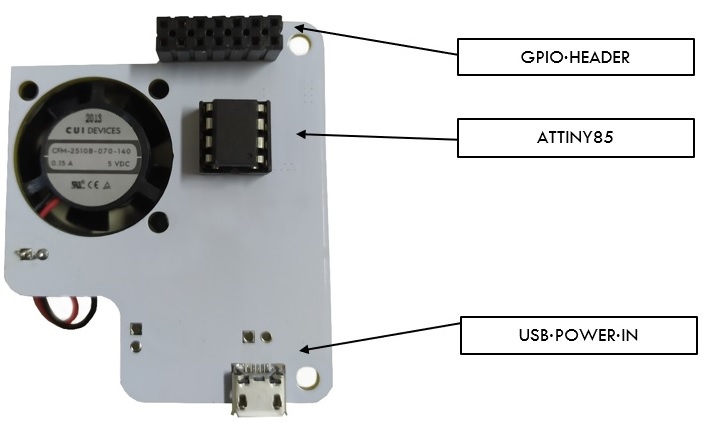 GPIO·HEADER
2013
CUI DEVICES
CFM-2510B-070-140
0.15 A 5 VDC
ATTINY85
USB·POWER·IN